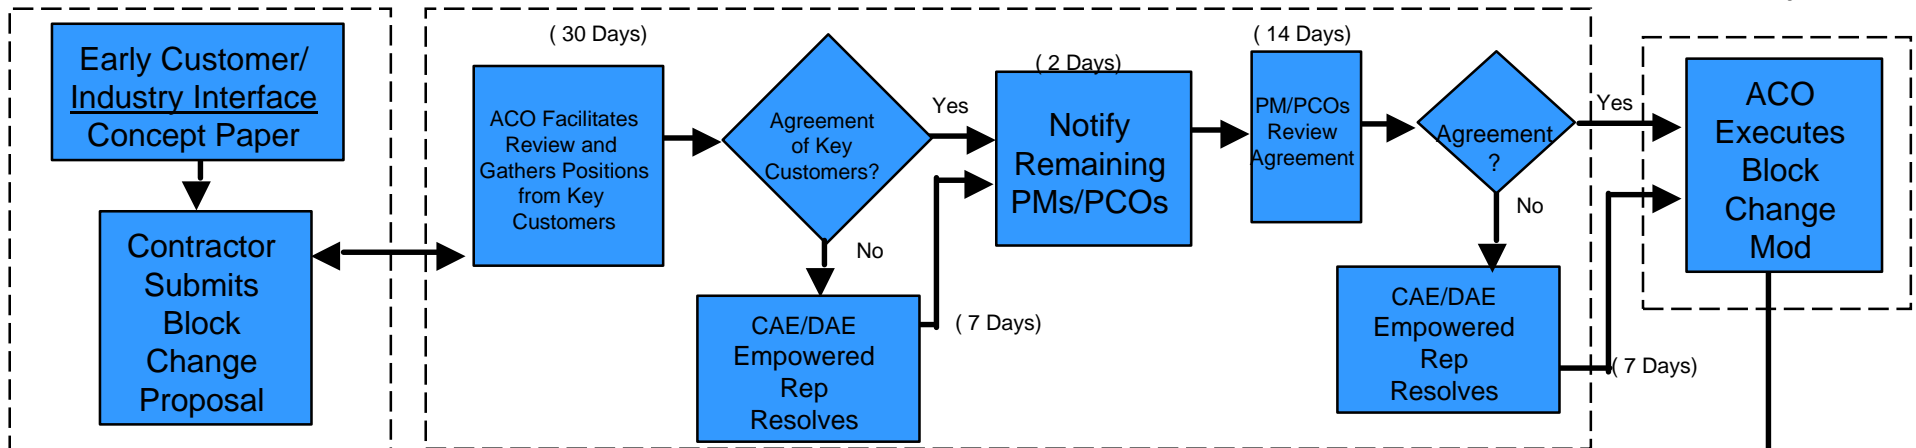 Early Customer/
Industry Interface
Concept Paper
Contractor
Submits
Block
Change
Proposal
( 30 Days)
ACO Facilitates
Review and
Gathers Positions
from Key
Customers
Agreement
of Key
Customers?
Yes
No
CAE/DAE
Empowered
Rep
Resolves
( 7 Days)
( 2 Days)
Notify
Remaining
PMs/PCOs
( 14 Days)
PM/PCOs
Review
Agreement
Agreement
?
Yes
No
CAE/DAE
Empowered
Rep
Resolves
( 7 Days)
ACO
Executes
Block
Change
Mod